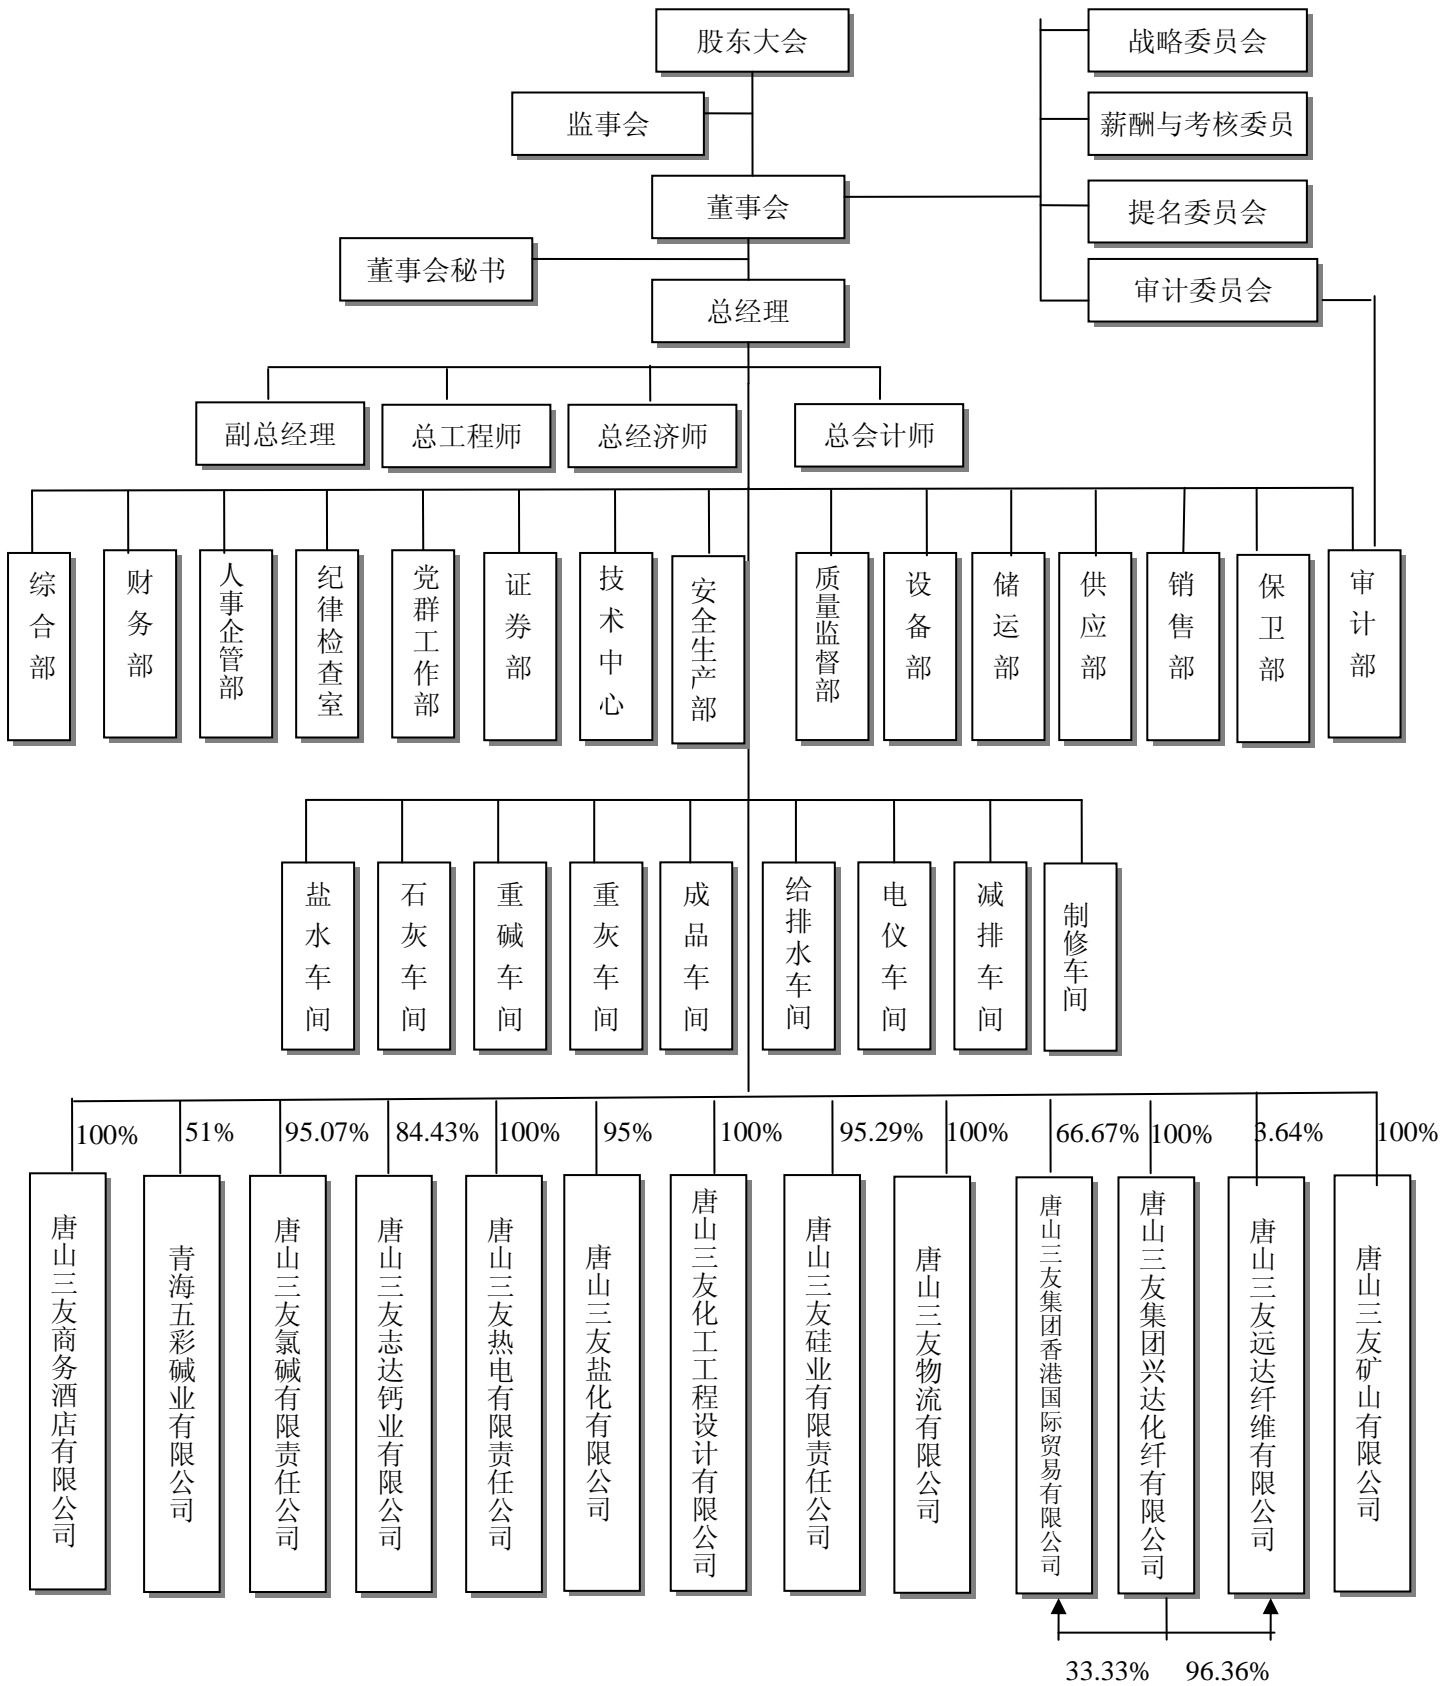 股东大会
战略委员会
监事会
薪酬与考核委员
董事会
提名委员会
董事会秘书
审计委员会
总经理
副总经理
总工程师
总经济师
总会计师
综合部
财务部
人事企管部
纪律检查室
党群工作部
证券部
技术中心
安全生产部
质量监督部
设备部
储运部
供应部
销售部
保卫部
审计部
盐水车间
石灰车间
重碱车间
重灰车间
成品车间
给排水车间
电仪车间
减排车间
制修车间
100%
51%
95.07%
84.43%
100%
95%
100%
95.29%
100%
66.67%
100%
3.64%
100%
唐山三友商务酒店有限公司
青海五彩碱业有限公司
唐山三友氯碱有限责任公司
唐山三友志达钙业有限公司
唐山三友热电有限责任公司
唐山三友盐化有限公司
唐山三友化工工程设计有限公司
唐山三友硅业有限责任公司
唐山三友物流有限公司
唐山三友集团香港国际贸易有限公司
唐山三友集团兴达化纤有限公司
唐山三友远达纤维有限公司
唐山三友矿山有限公司
33.33%
96.36%